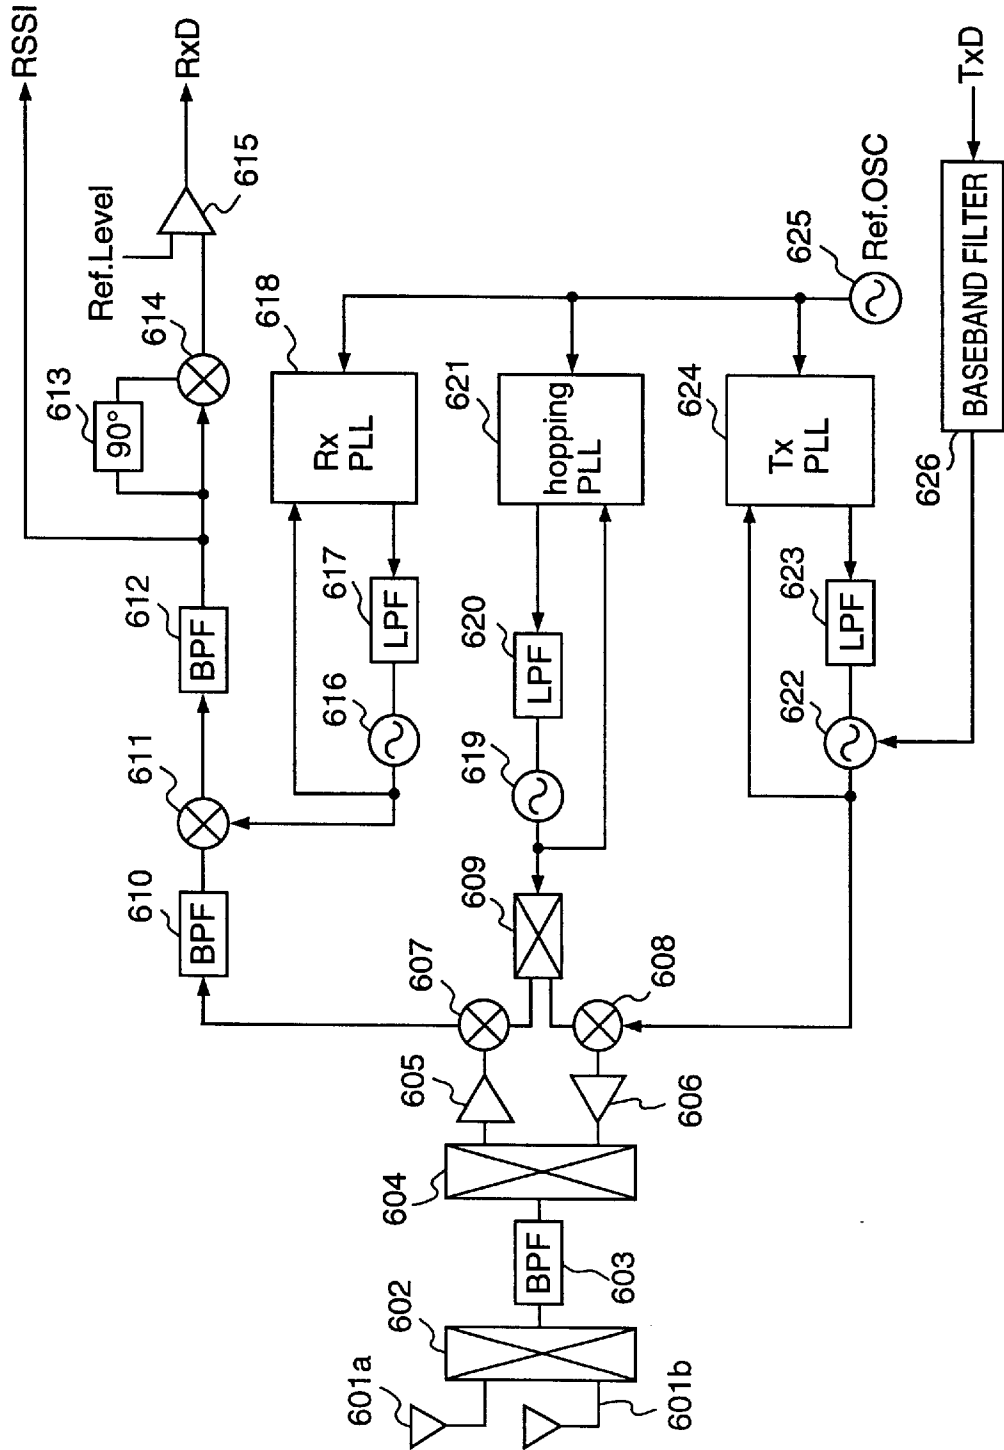 RSSI
RxD
Ref.Level
615
614
613
90°
612
BPF
611
610
BPF
618
Rx
PLL
617
LPF
616
621
hopping
PLL
620
LPF
619
609
624
Tx
PLL
623
LPF
622
625
Ref.OSC
TxD
BASEBAND FILTER
626
607
608
605
606
604
BPF
603
602
601a
601b